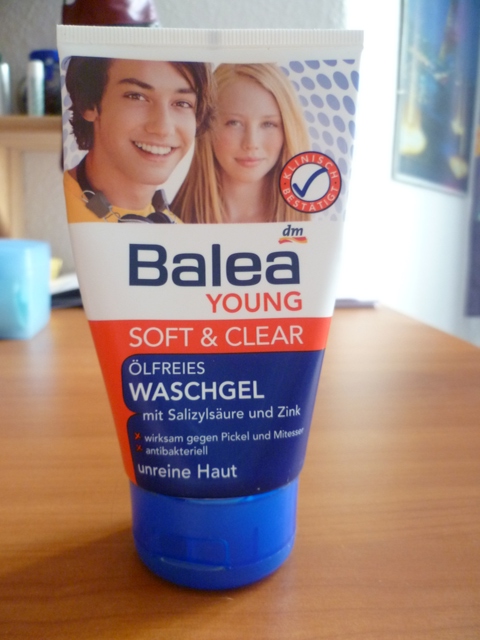 KLINISCH
BESTÄTIGT
dm
Balea
YOUNG
SOFT & CLEAR
ÖLFREIES
WASCHGEL
mit Salizylsäure und Zink
wirksam gegen Pickel und Mitesser
antibakteriell
unreine Haut